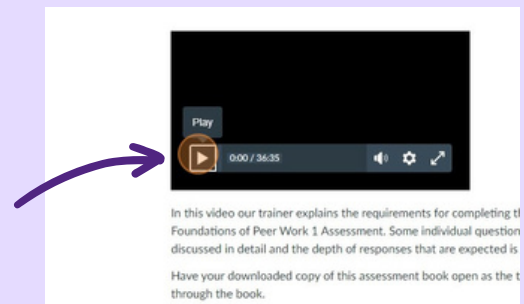 Play
0:00 / 36:35
In this video our trainer explains the requirements for completing
Foundations of Peer Work 1 Assessment. Some individual question
discussed in detail and the depth of responses that are expected is
Have your downloaded copy of this assessment book open as the
through the book.